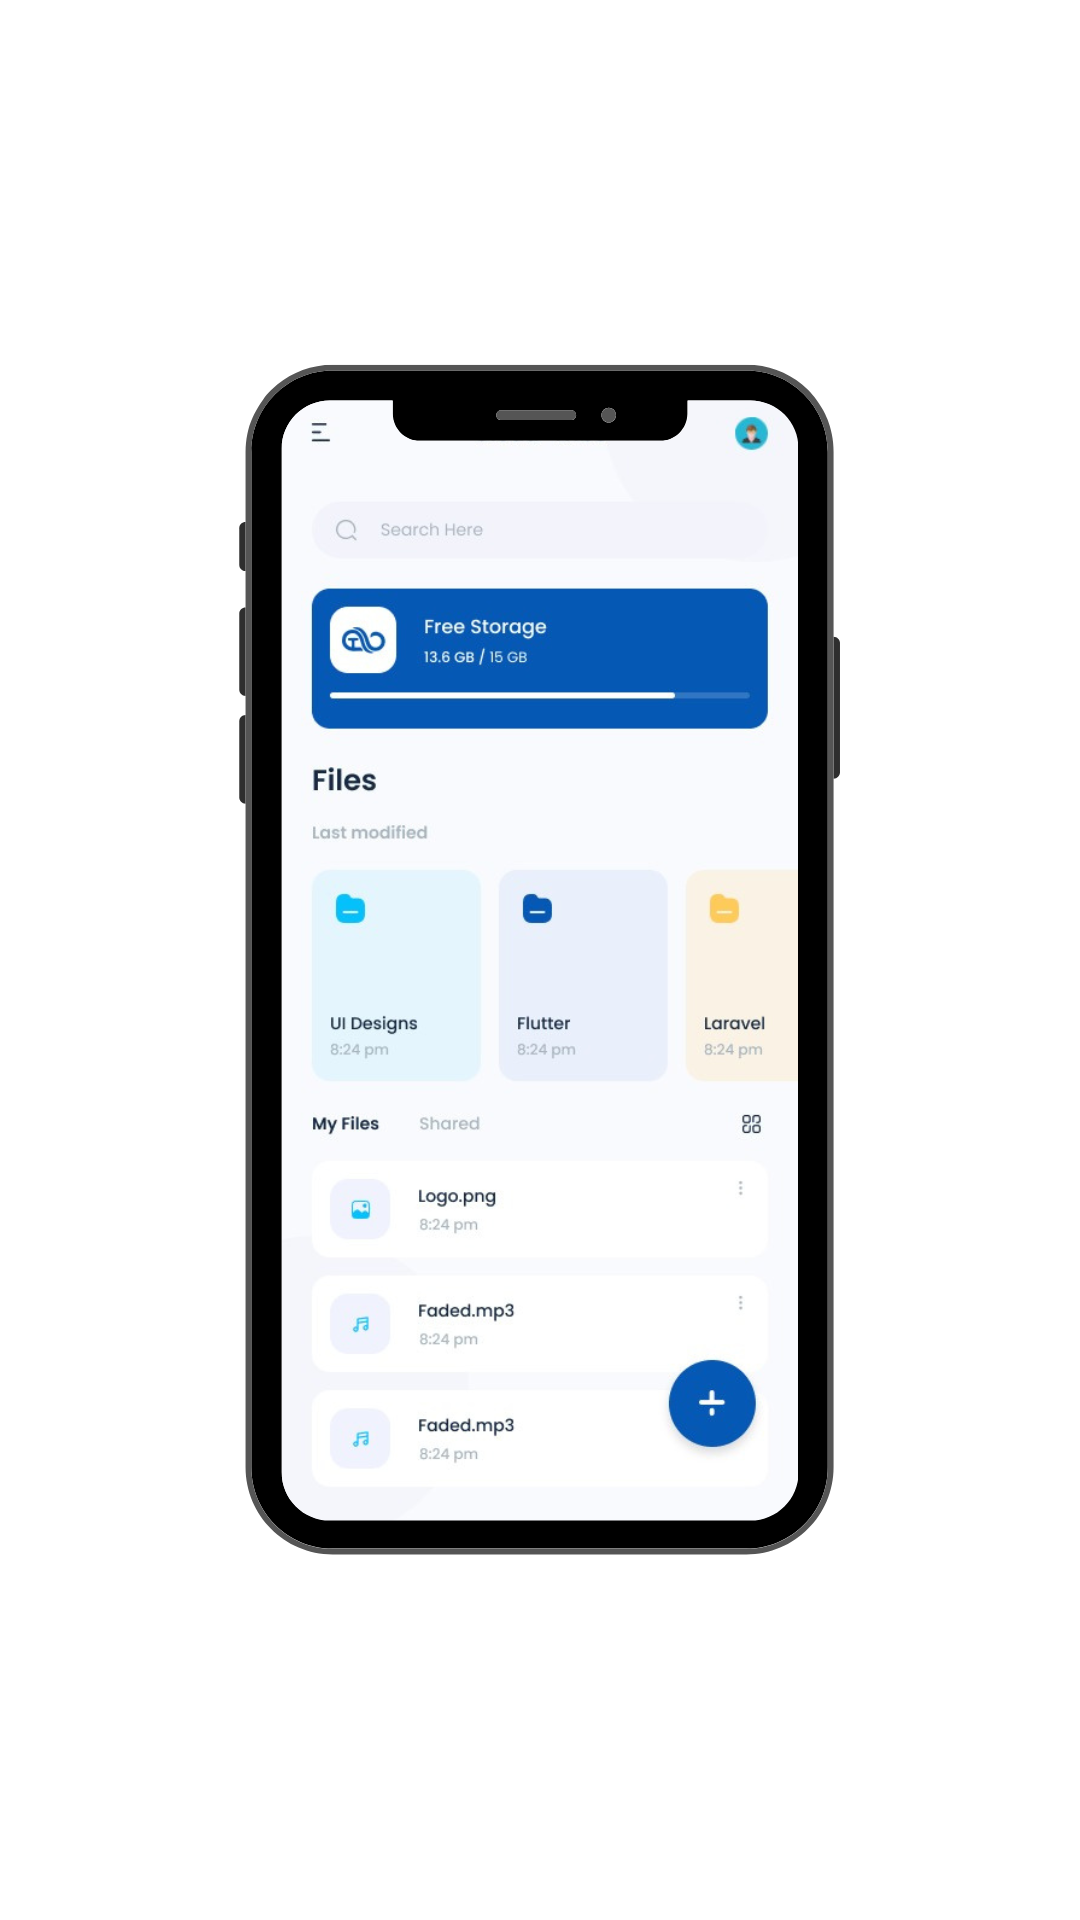 Search Here
Free Storage
13.6 GB / 15 GB
Files
Last modified
UI Designs
8:24 pm
Flutter
8:24 pm
Laravel
8:24 pm
My Files
Shared
Logo.png
8:24 pm
Faded.mp3
8:24 pm
Faded.mp3
8:24 pm